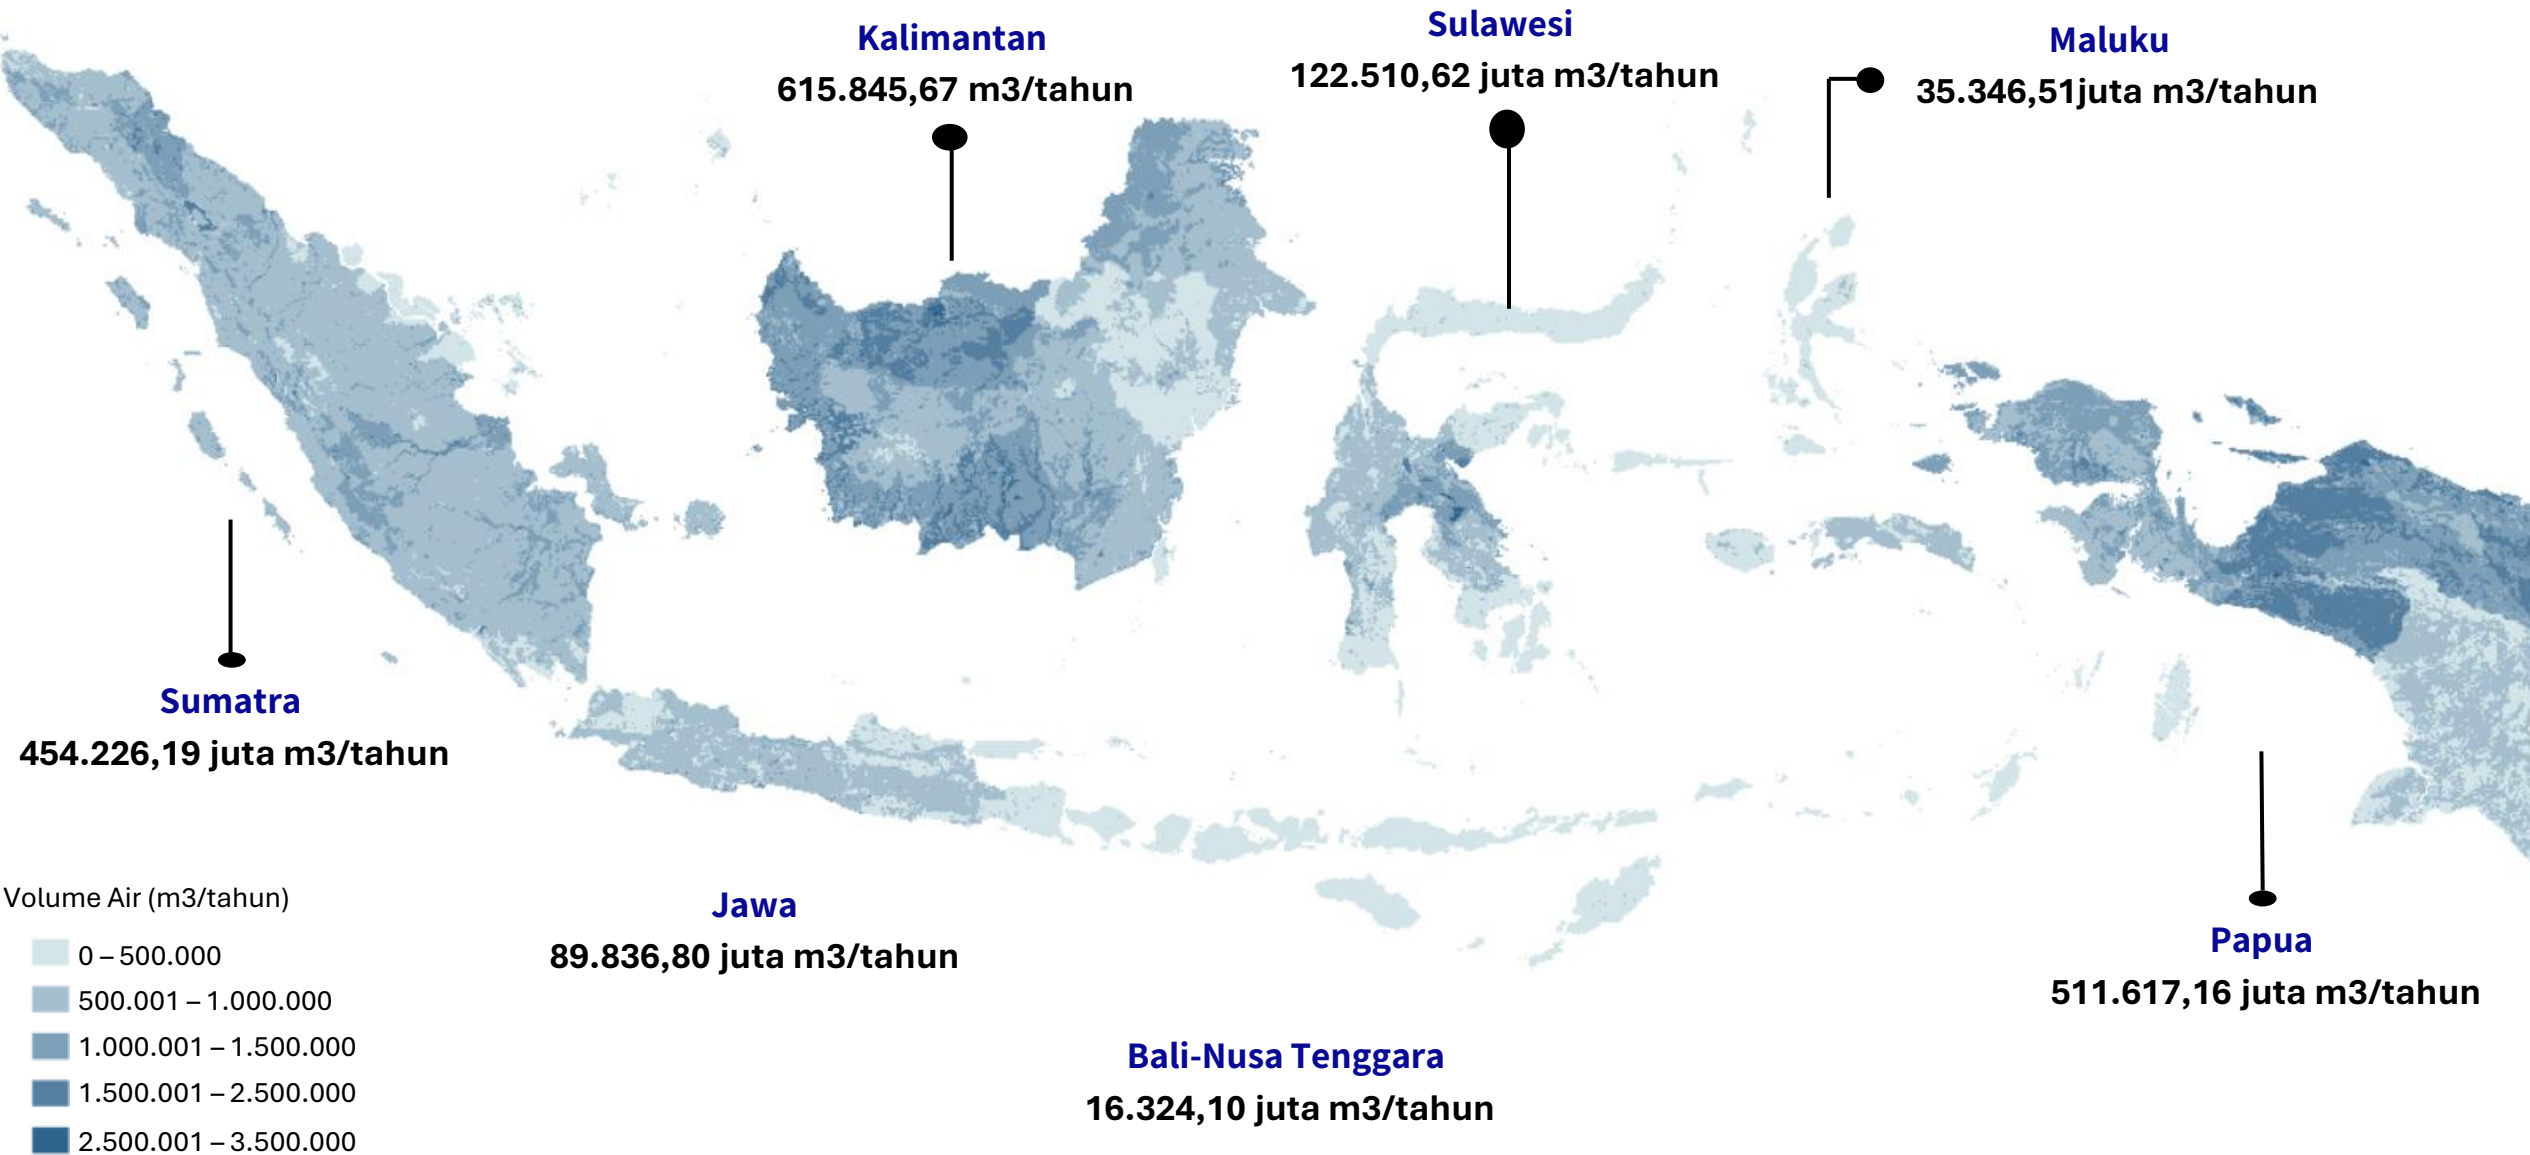 Kalimantan
615.845,67 m3/tahun
Sulawesi
122.510,62 juta m3/tahun
Maluku
35.346,51juta m3/tahun
Sumatra
454.226,19 juta m3/tahun
Jawa
89.836,80 juta m3/tahun
Bali-Nusa Tenggara
16.324,10 juta m3/tahun
Papua
511.617,16 juta m3/tahun
Volume Air (m3/tahun)
0 – 500.000
500.001 – 1.000.000
1.000.001 – 1.500.000
1.500.001 – 2.500.000
2.500.001 – 3.500.000